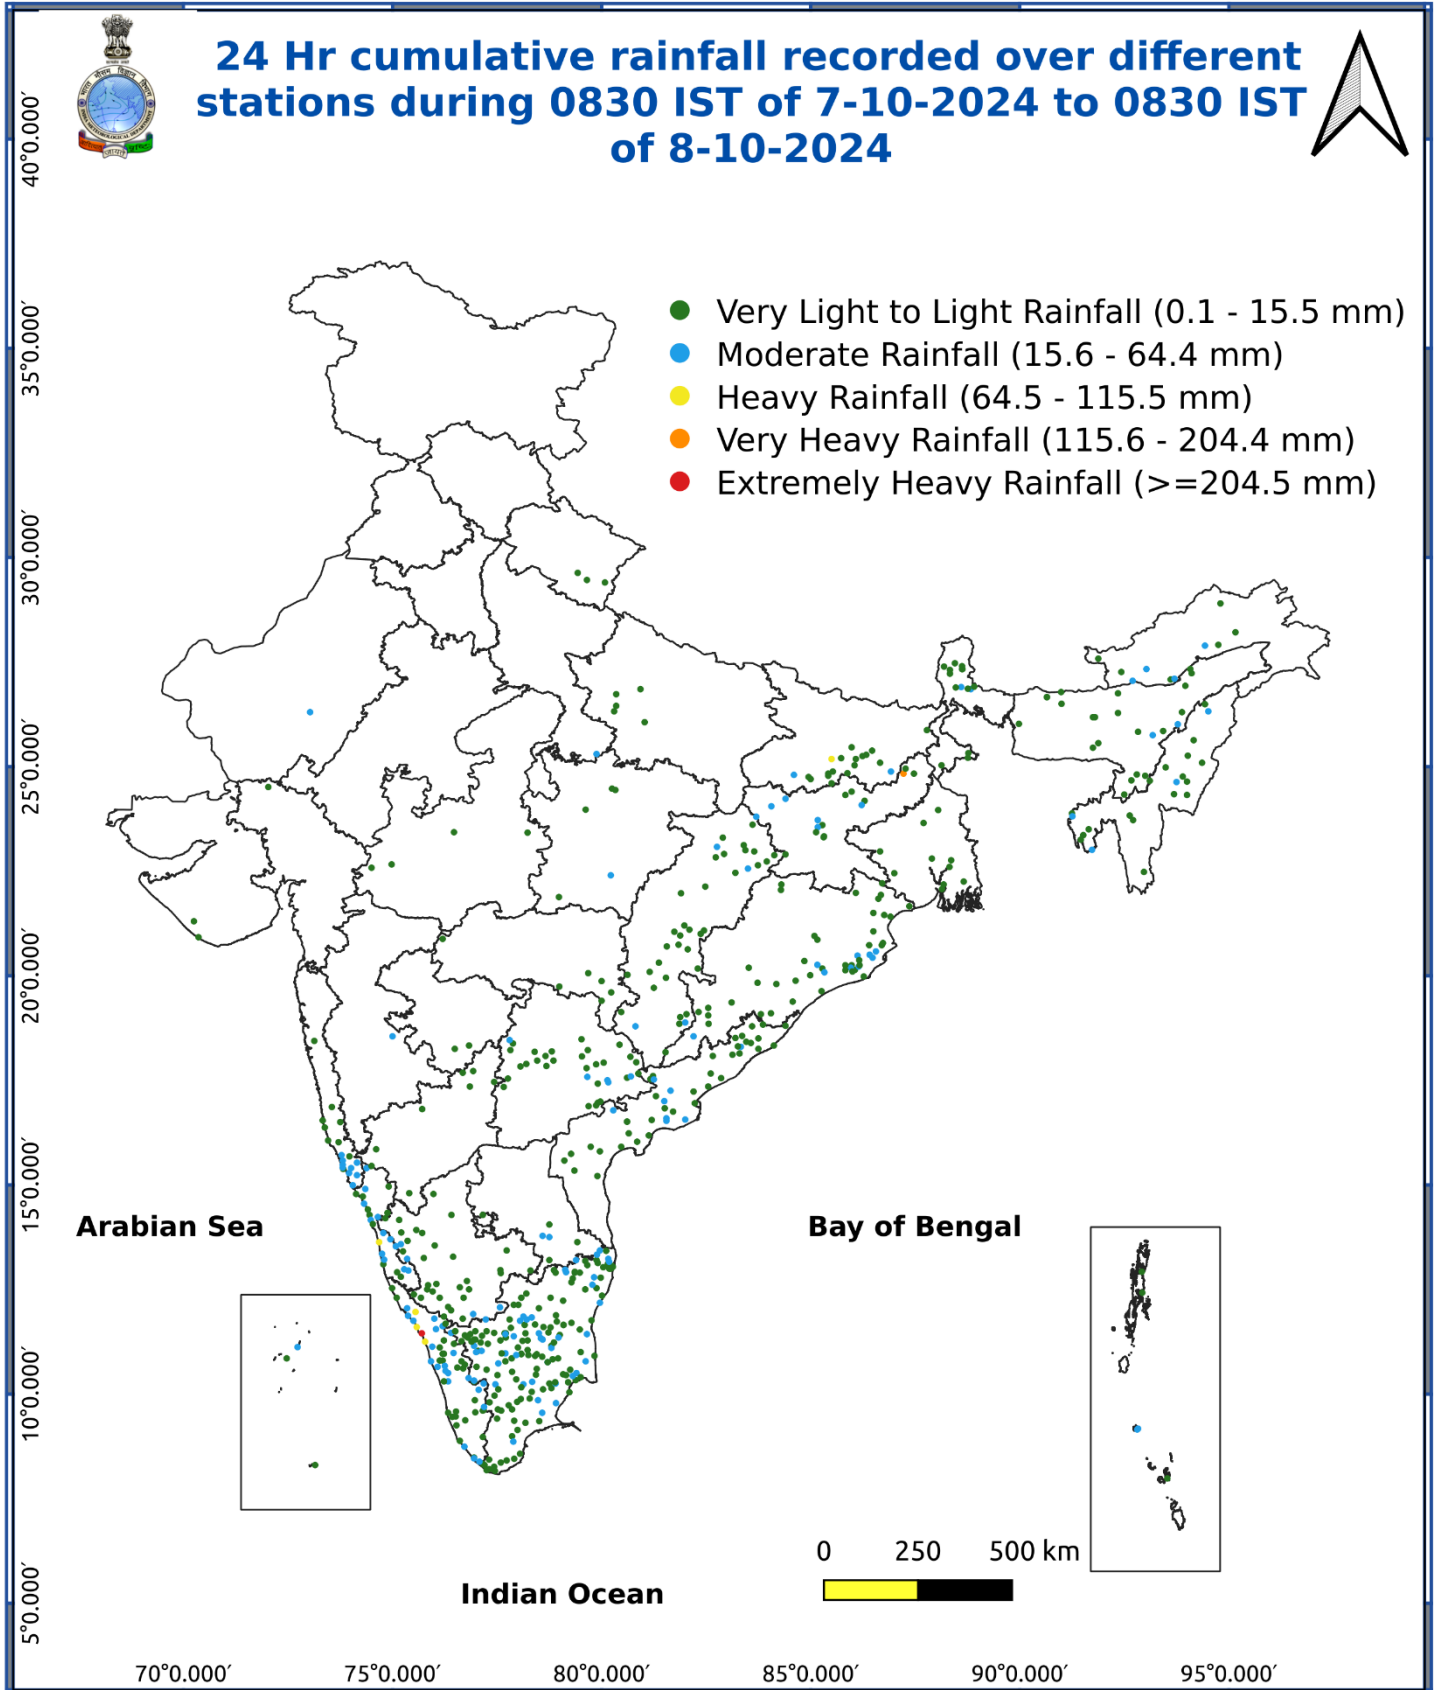 24 Hr cumulative rainfall recorded over different
stations during 0830 IST of 7-10-2024 to 0830 IST
of 8-10-2024
Very Light to Light Rainfall (0.1 - 15.5 mm)
Moderate Rainfall (15.6 - 64.4 mm)
Heavy Rainfall (64.5 - 115.5 mm)
Very Heavy Rainfall (115.6 - 204.4 mm)
Extremely Heavy Rainfall (>=204.5 mm)
40°0.000′
35°0.000′
30°0.000′
25°0.000′
20°0.000′
15°0.000′
10°0.000′
5°0.000′
Arabian Sea
Bay of Bengal
Indian Ocean
0 250 500 km
70°0.000′ 75°0.000′ 80°0.000′ 85°0.000′ 90°0.000′ 95°0.000′